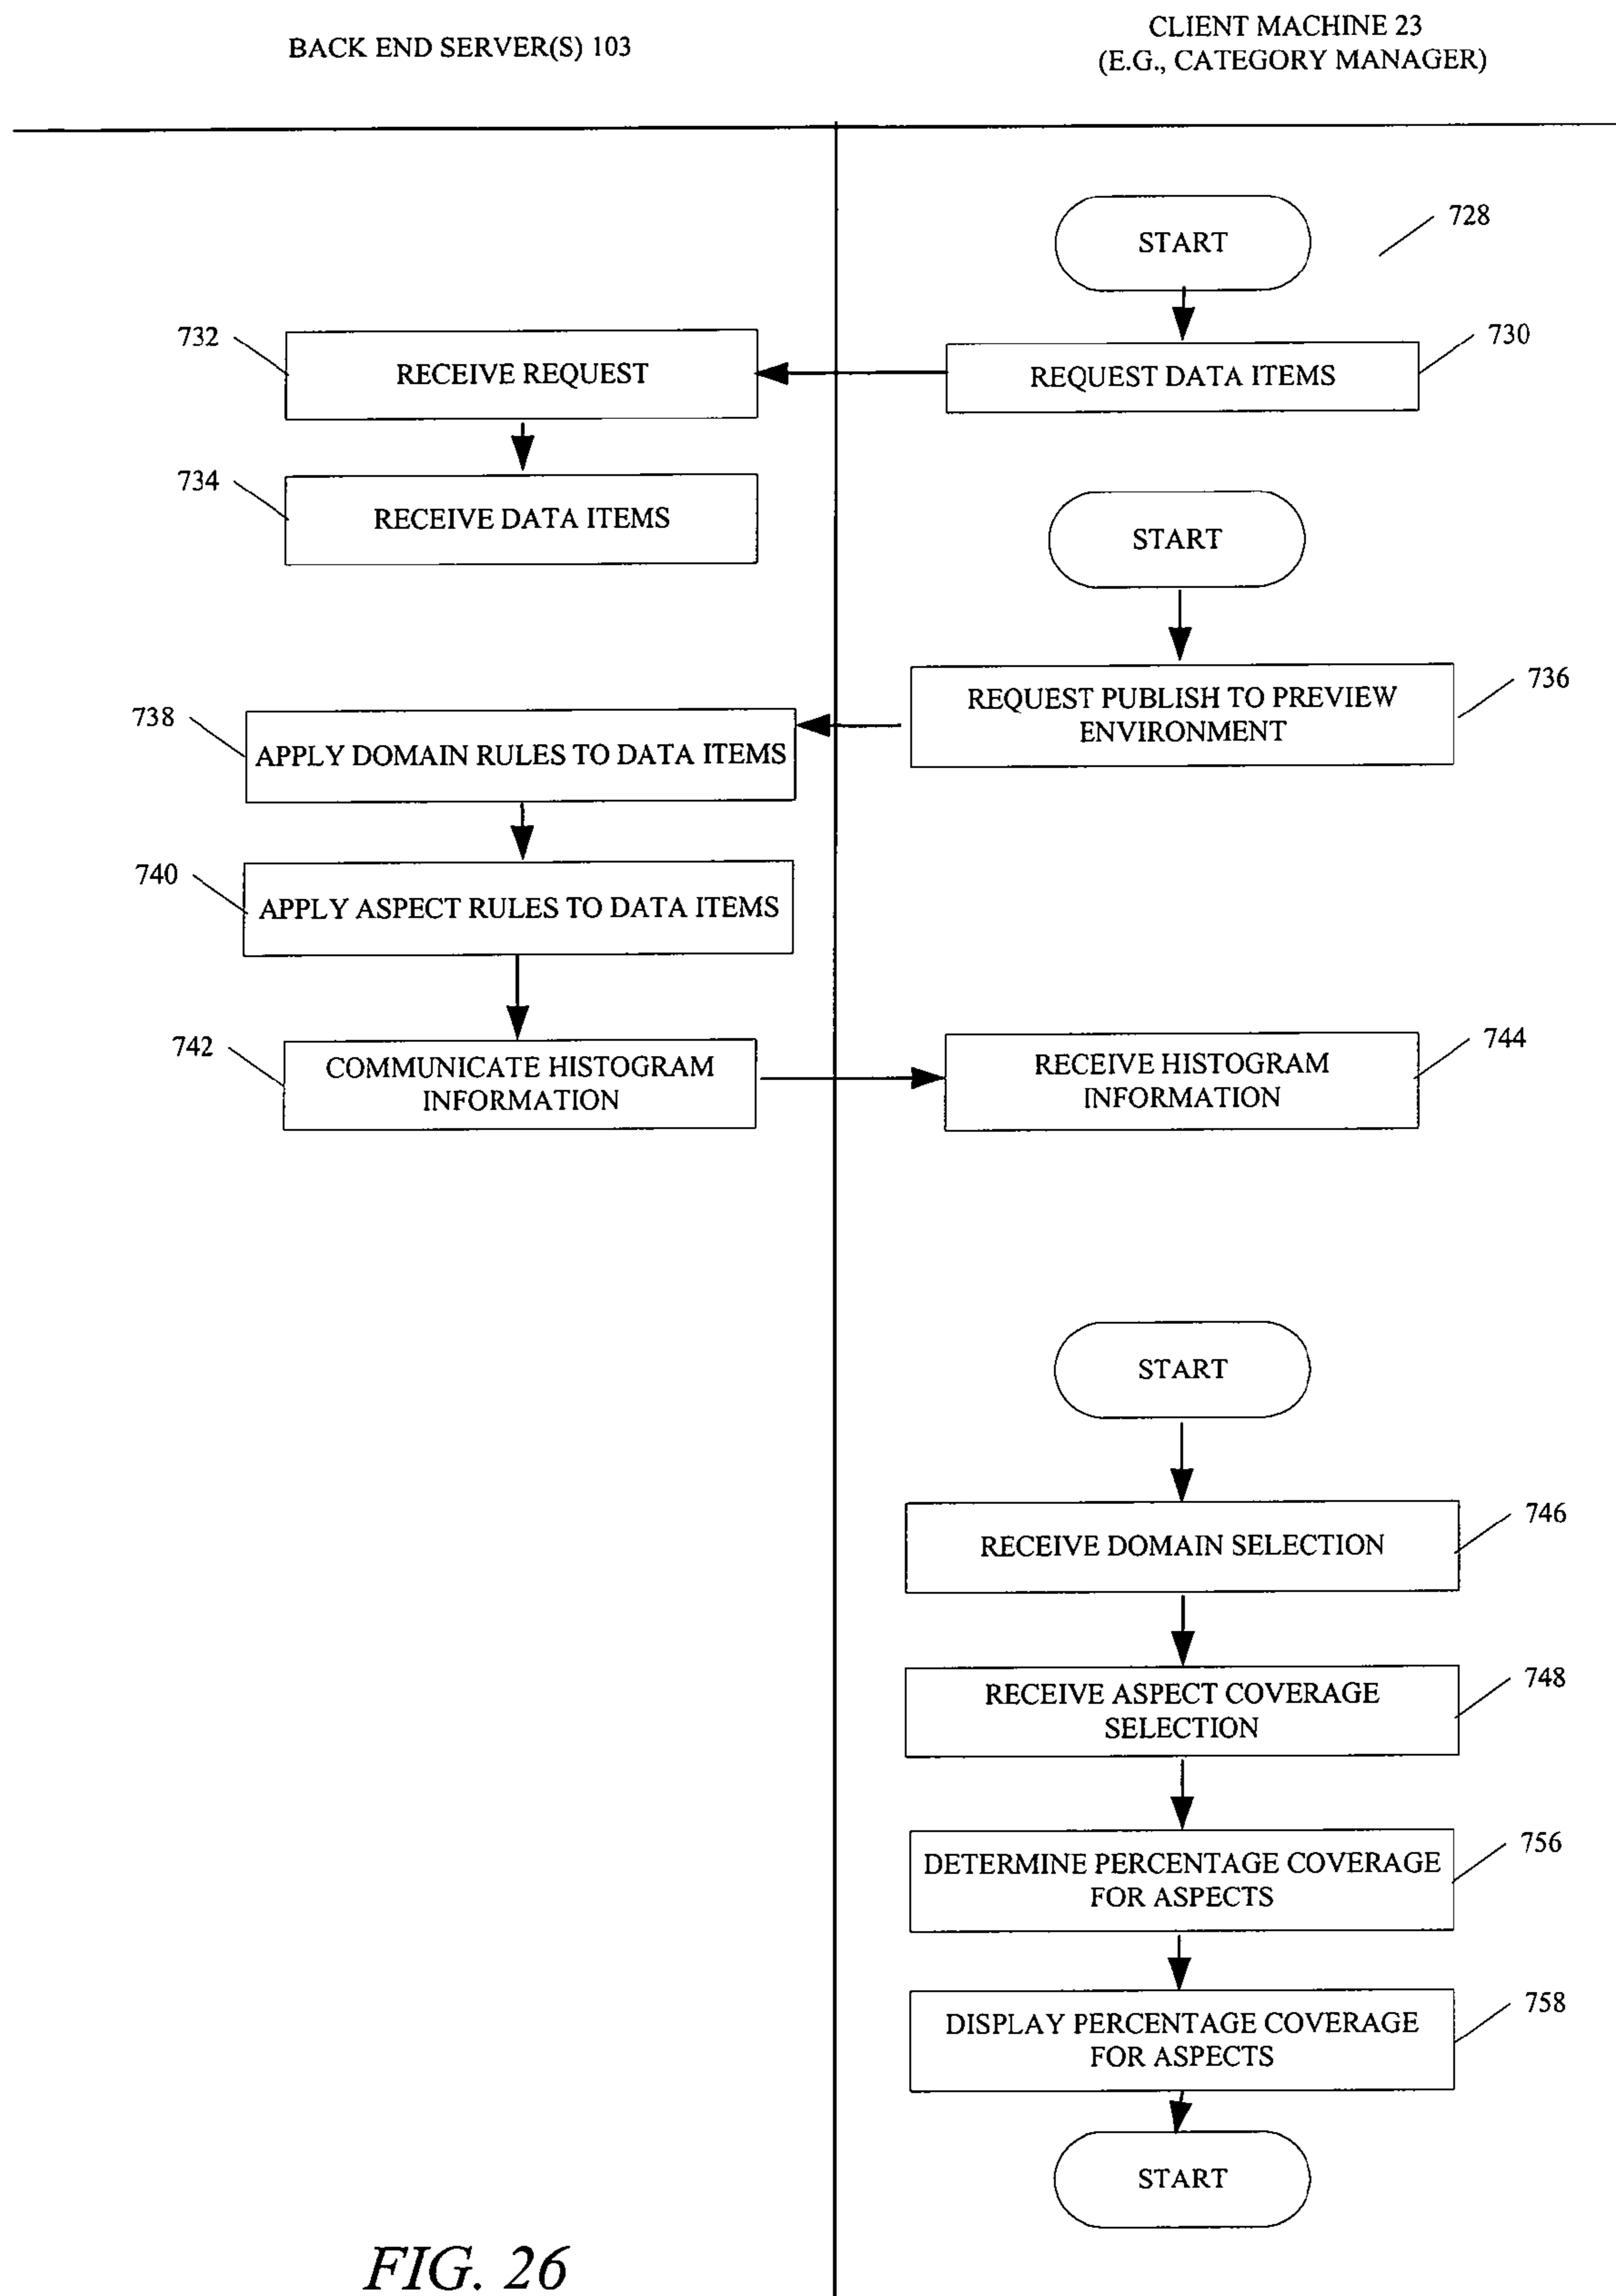 BACK END SERVER(S) 103
CLIENT MACHINE 23
(E.G., CATEGORY MANAGER)
START
728
732
RECEIVE REQUEST
REQUEST DATA ITEMS
730
734
RECEIVE DATA ITEMS
START
REQUEST PUBLISH TO PREVIEW
ENVIRONMENT
736
738
APPLY DOMAIN RULES TO DATA ITEMS
740
APPLY ASPECT RULES TO DATA ITEMS
742
COMMUNICATE HISTOGRAM
INFORMATION
RECEIVE HISTOGRAM
INFORMATION
744
START
RECEIVE DOMAIN SELECTION
746
RECEIVE ASPECT COVERAGE
SELECTION
748
DETERMINE PERCENTAGE COVERAGE
FOR ASPECTS
756
DISPLAY PERCENTAGE COVERAGE
FOR ASPECTS
758
START
FIG. 26